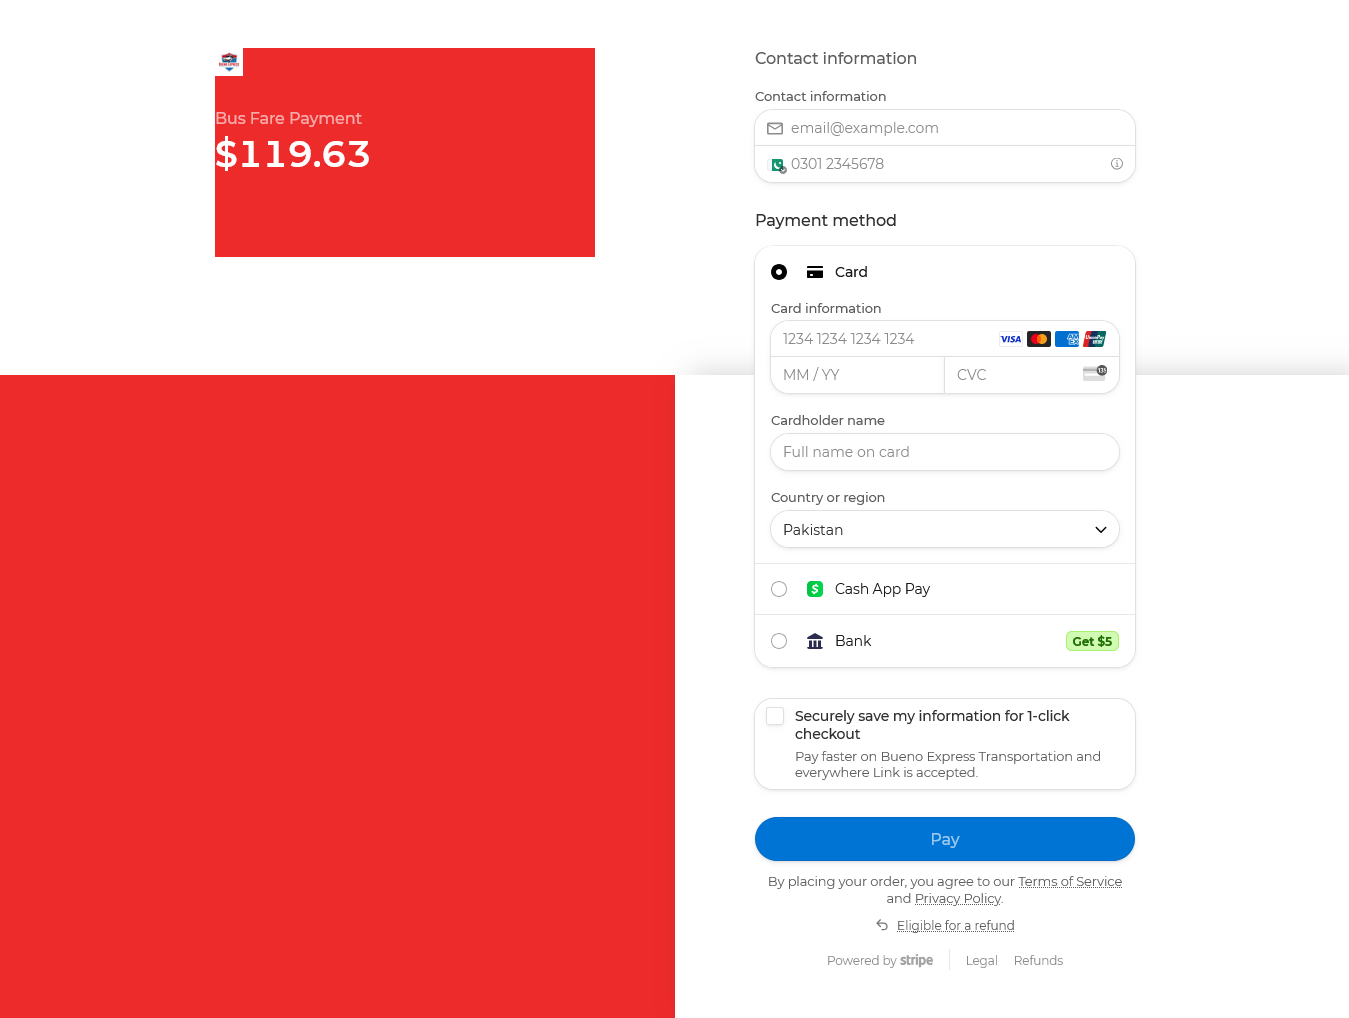 Bus Fare Payment
$119.63
Contact information
Contact information
email@example.com
0301 2345678
Payment method
Card
Card information
1234 1234 1234 1234
VISA
MM / YY
CVC
135
Cardholder name
Full name on card
Country or region
Pakistan
Cash App Pay
Bank
Get $5
Securely save my information for 1-click
checkout
Pay faster on Bueno Express Transportation and
everywhere Link is accepted.
Pay
By placing your order, you agree to our Terms of Service
and Privacy Policy.
Eligible for a refund
Powered by stripe
Legal
Refunds